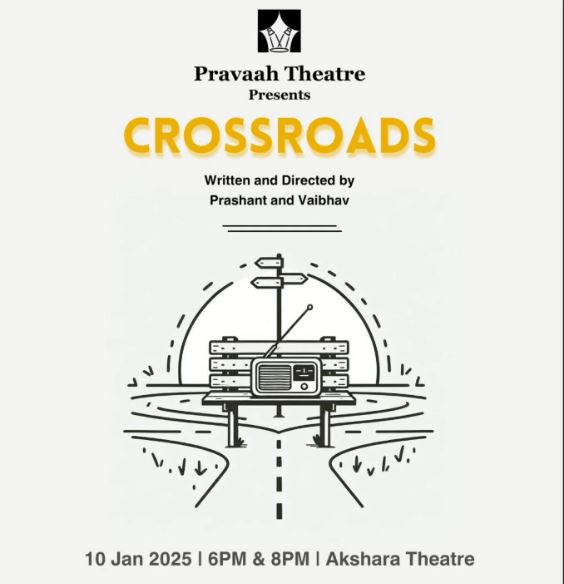 Pravaah Theatre
Presents
CROSSROADS
Written and Directed by
Prashant and Vaibhav
10 Jan 2025 | 6PM & 8PM | Akshara Theatre